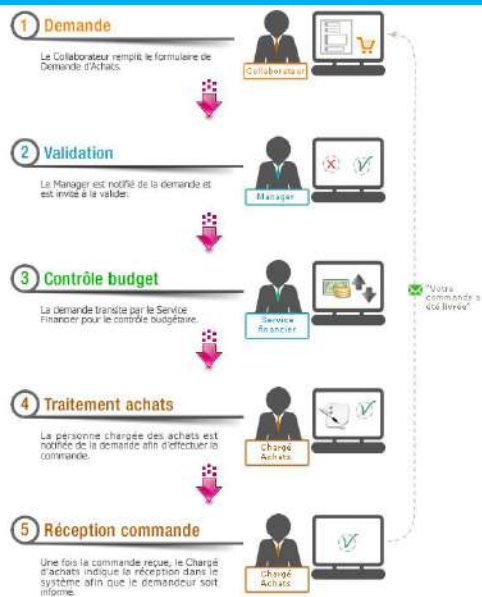 1 Demande
Le Collaborateur remplit le formulaire de
Demande d'Achats.
Collaborateur
2 Validation
Le Manager est notifié de la demande et
est invité à la valider.
Manager
3 Contrôle budget
La demande transite par le Service
Financier pour le contrôle budgétaire.
Service
financier
"Votre
commande a
été livrée"
4 Traitement achats
La personne chargée des achats est
notifiée de la demande afin d'effectuer la
commande.
Chargé
Achats
5 Réception commande
Une fois la commande reçue, le Chargé
d'achats indique la réception dans le
système afin que le demandeur soit
informé.
Chargé
Achats